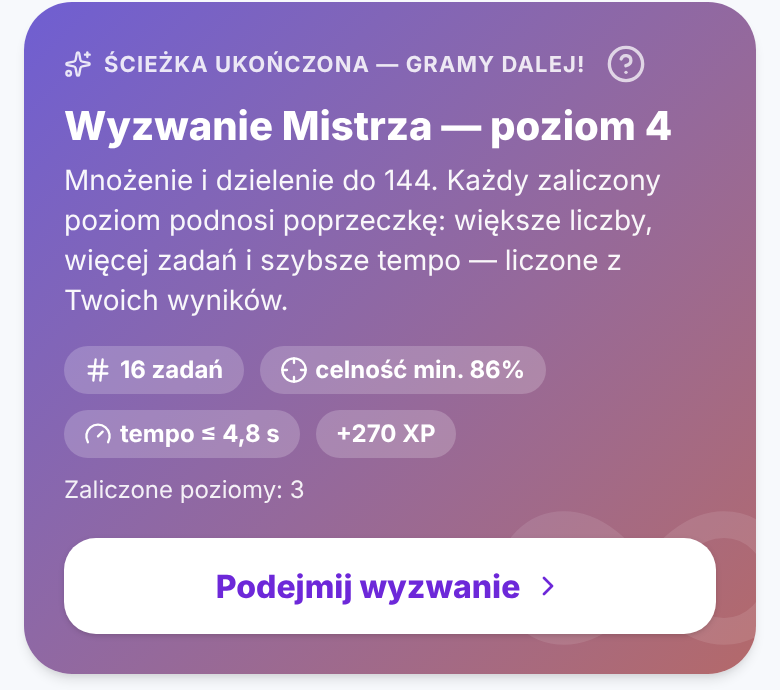 ŚCIEŻKA UKOŃCZONA — GRAMY DALEJ!
Wyzwanie Mistrza — poziom 4
Mnożenie i dzielenie do 144. Każdy zaliczony
poziom podnosi poprzeczkę: większe liczby,
więcej zadań i szybsze tempo — liczone z
Twoich wyników.
16 zadań
celność min. 86%
tempo ≤ 4,8 s
+270 XP
Zaliczone poziomy: 3
Podejmij wyzwanie